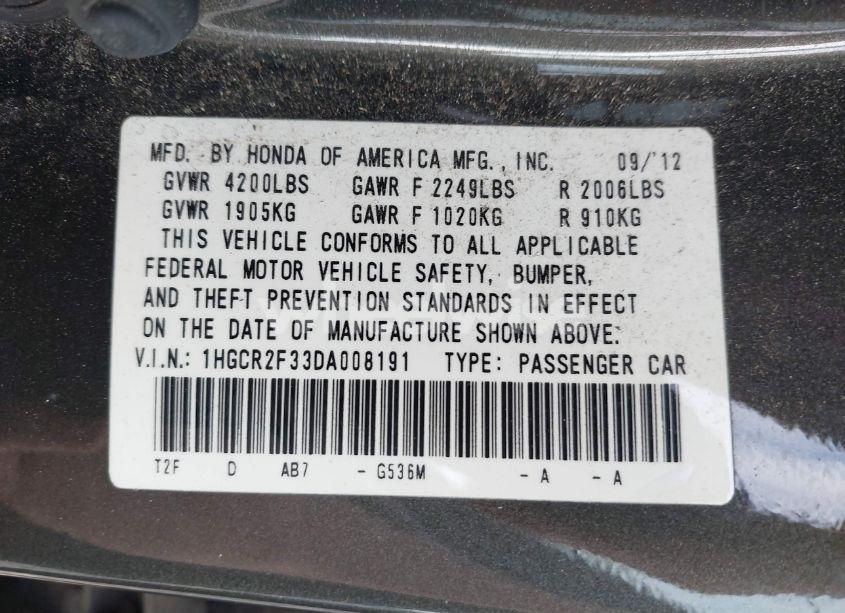 MFD. BY HONDA OF AMERICA MFG., INC. 09/'12
GVWR 4200LBS GAWR F 2249LBS R 2006LBS
GVWR 1905KG GAWR F 1020KG R 910KG
THIS VEHICLE CONFORMS TO ALL APPLICABLE
FEDERAL MOTOR VEHICLE SAFETY, BUMPER,
AND THEFT PREVENTION STANDARDS IN EFFECT
ON THE DATE OF MANUFACTURE SHOWN ABOVE.
V.I.N.: 1HGCR2F33DA008191 TYPE: PASSENGER CAR
T2F D AB7 - G536M - A - A